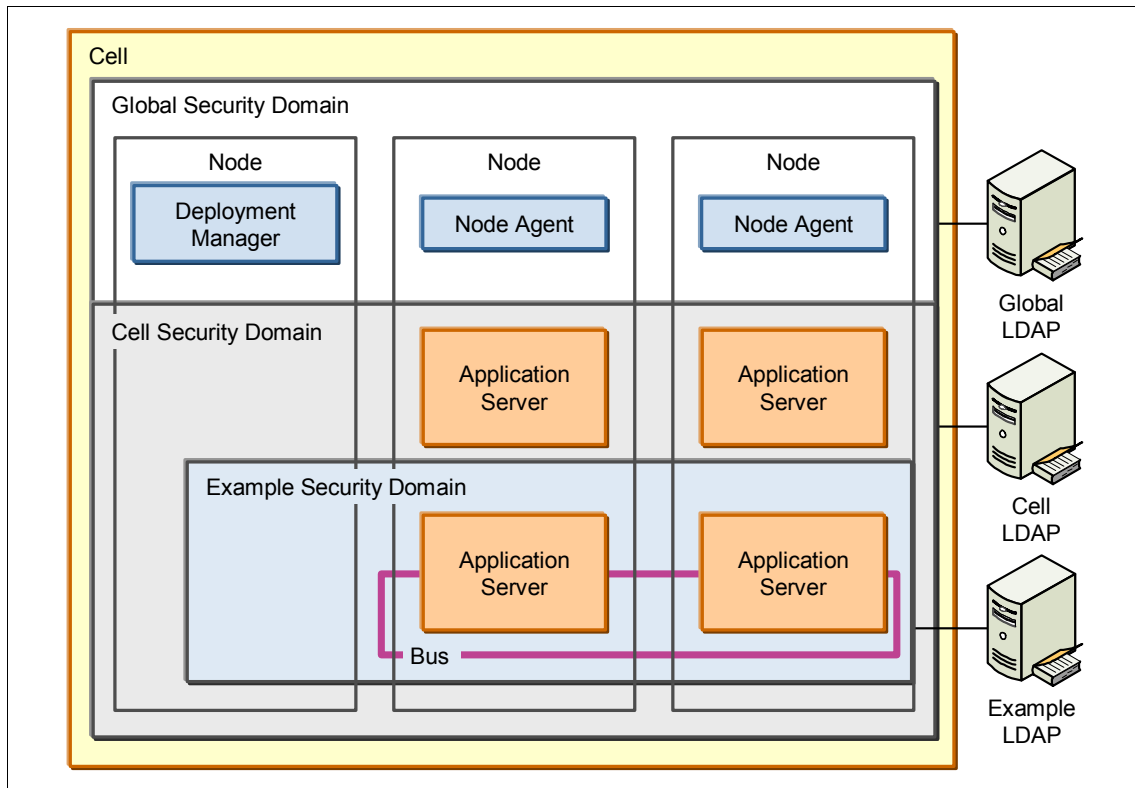 Cell
Global Security Domain
Node
Node
Node
Deployment
Manager
Node Agent
Node Agent
Global
LDAP
Cell Security Domain
Application
Server
Application
Server
Cell
LDAP
Example Security Domain
Application
Server
Application
Server
Bus
Example
LDAP